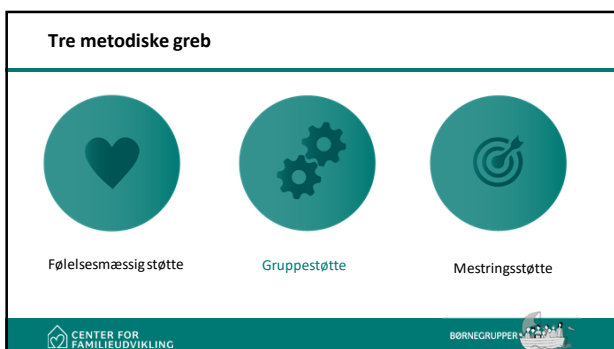 Tre metodiske greb
Følelsesmæssig støtte
Gruppestøtte
Mestringsstøtte
CENTER FOR
FAMILIEUDVIKLING
BØRNEGRUPPER